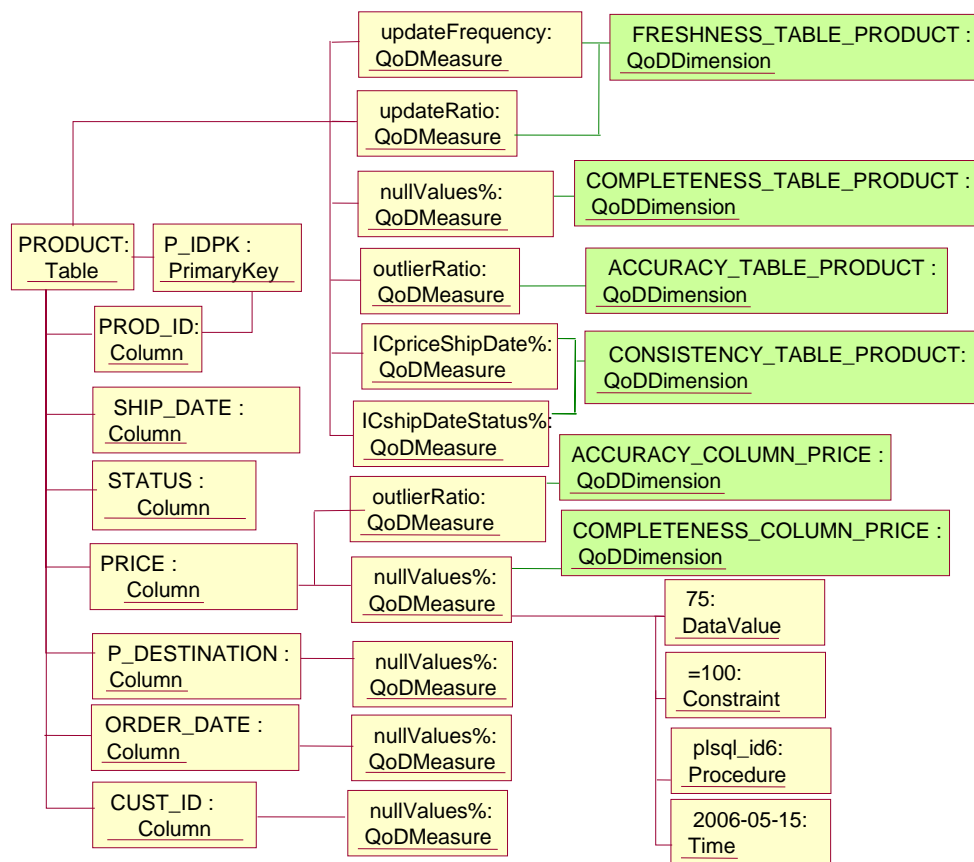 updateFrequency:
QoDMeasure
FRESHNESS_TABLE_PRODUCT :
QoDDimension
updateRatio:
QoDMeasure
nullValues%:
QoDMeasure
COMPLETENESS_TABLE_PRODUCT :
QoDDimension
PRODUCT:
Table
P_IDPK :
PrimaryKey
outlierRatio:
QoDMeasure
ACCURACY_TABLE_PRODUCT :
QoDDimension
PROD_ID:
Column
ICpriceShipDate%:
QoDMeasure
CONSISTENCY_TABLE_PRODUCT:
QoDDimension
SHIP_DATE :
Column
ICshipDateStatus%:
QoDMeasure
STATUS :
Column
outlierRatio:
QoDMeasure
ACCURACY_COLUMN_PRICE :
QoDDimension
PRICE :
Column
nullValues%:
QoDMeasure
COMPLETENESS_COLUMN_PRICE :
QoDDimension
75:
DataValue
=100:
Constraint
plsql_id6:
Procedure
2006-05-15:
Time
P_DESTINATION :
Column
nullValues%:
QoDMeasure
ORDER_DATE :
Column
nullValues%:
QoDMeasure
CUST_ID :
Column
nullValues%:
QoDMeasure